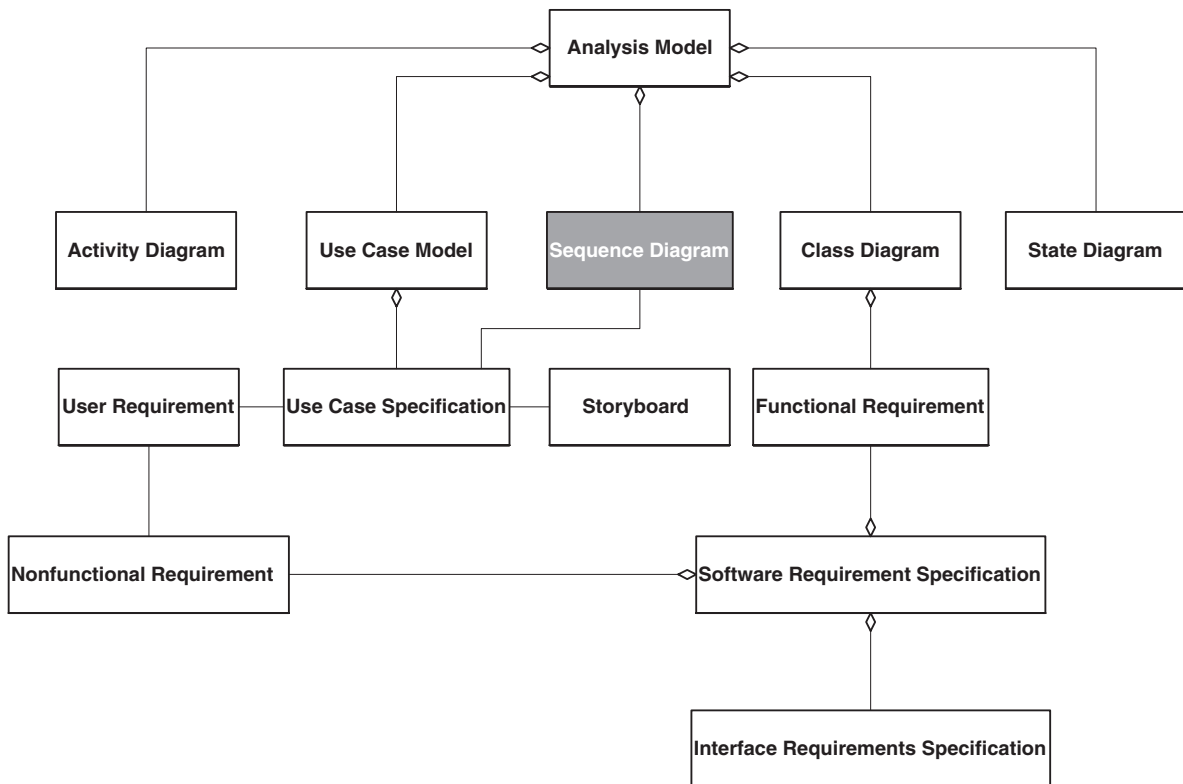 Analysis Model
Activity Diagram
Use Case Model
Sequence Diagram
Class Diagram
State Diagram
User Requirement
Use Case Specification
Storyboard
Functional Requirement
Nonfunctional Requirement
Software Requirement Specification
Interface Requirements Specification